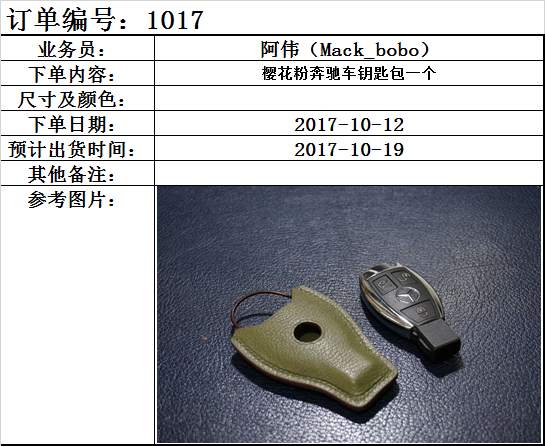 订单编号：1017
业务员： 阿伟（Mack_bobo）
下单内容： 樱花粉奔驰车钥匙包一个
尺寸及颜色：
下单日期： 2017-10-12
预计出货时间： 2017-10-19
其他备注：
参考图片：